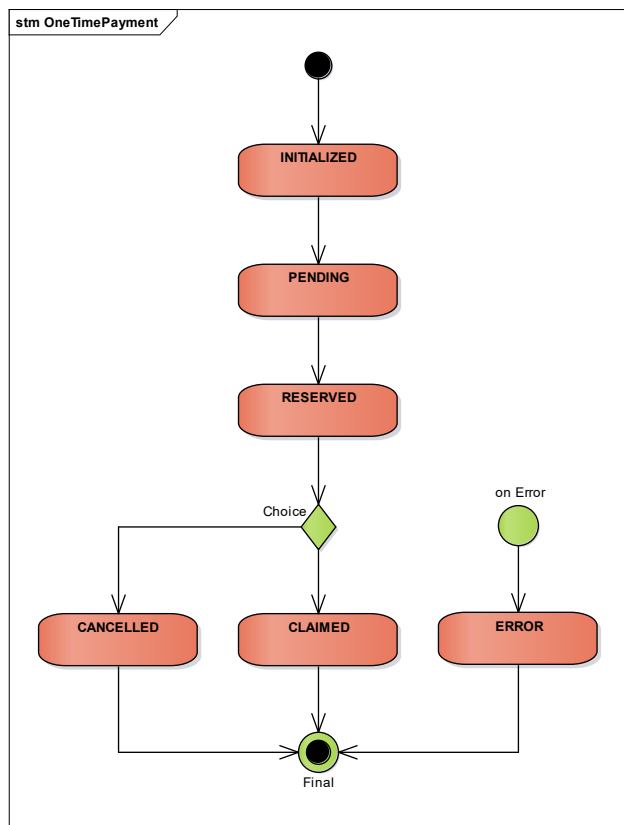 stm OneTimePayment
INITIALIZED
PENDING
RESERVED
on Error
Choice
CANCELLED
CLAIMED
ERROR
Final